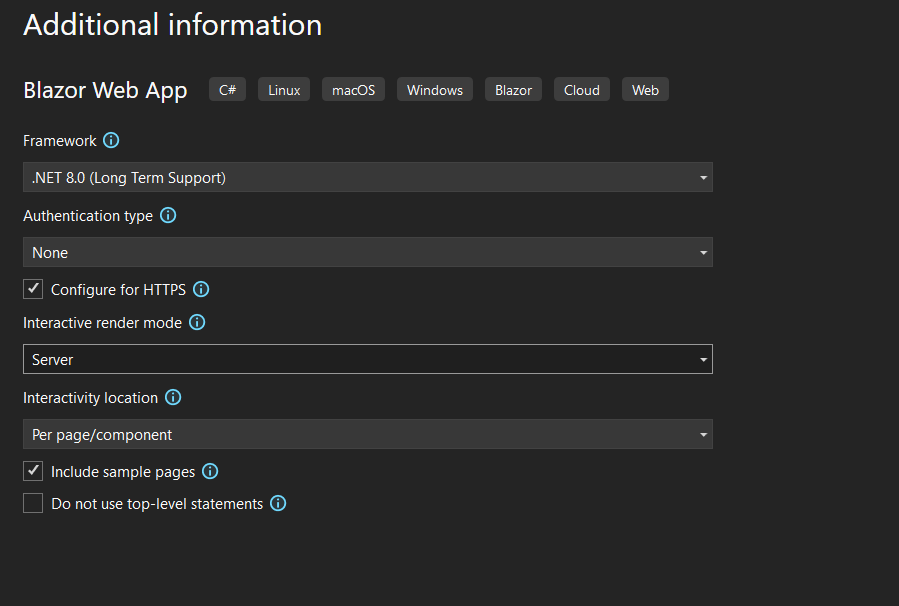 Additional information
Blazor Web App C# Linux macOS Windows Blazor Cloud Web
Framework
.NET 8.0 (Long Term Support)
Authentication type
None
Configure for HTTPS
Interactive render mode
Server
Interactivity location
Per page/component
Include sample pages
Do not use top-level statements